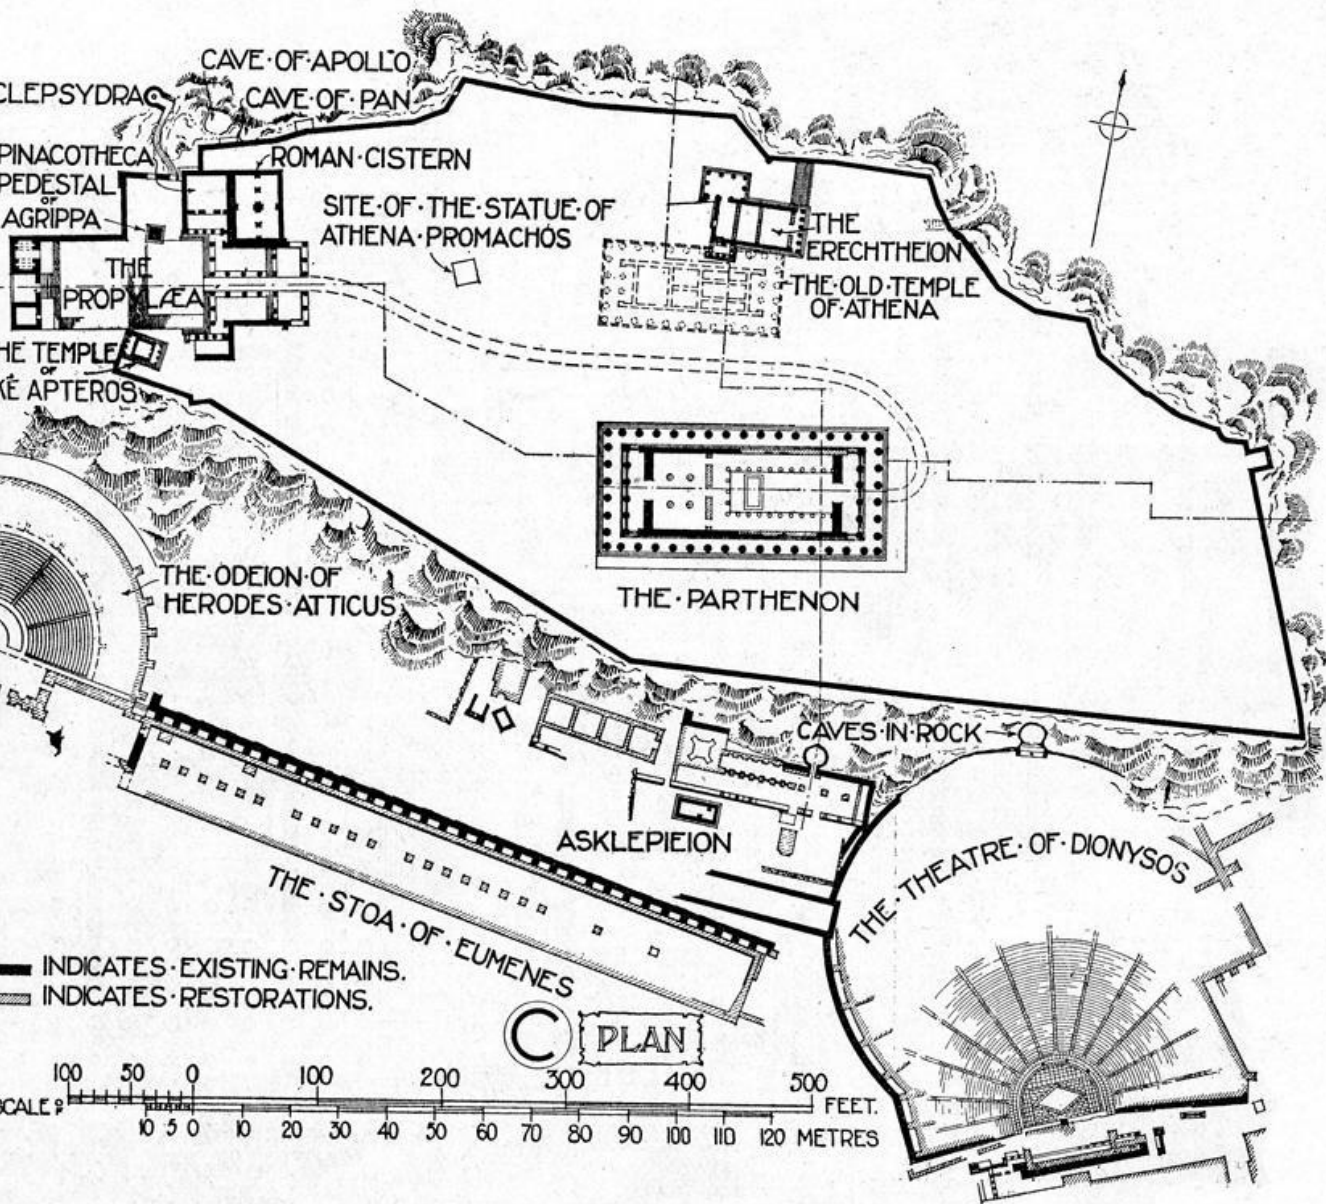 CAVE·OF·APOLLO
CLEPSYDRA
CAVE·OF·PAN
PINACOTHECA
ROMAN·CISTERN
PEDESTAL
OF
AGRIPPA
SITE·OF·THE·STATUE·OF
ATHENA·PROMACHOS
THE
ERECHTHEION
THE
PROPYLÆA
THE·OLD·TEMPLE
OF·ATHENA
HE TEMPLE
OF
KÉ APTEROS
THE·ODEION·OF
HERODES·ATTICUS
THE·PARTHENON
CAVES·IN·ROCK
ASKLEPIEION
THE·THEATRE·OF·DIONYSOS
THE·STOA·OF·EUMENES
INDICATES·EXISTING·REMAINS.
INDICATES·RESTORATIONS.
C PLAN
100 50 0 100 200 300 400 500
SCALE OF FEET.
10 5 0 10 20 30 40 50 60 70 80 90 100 110 120 METRES